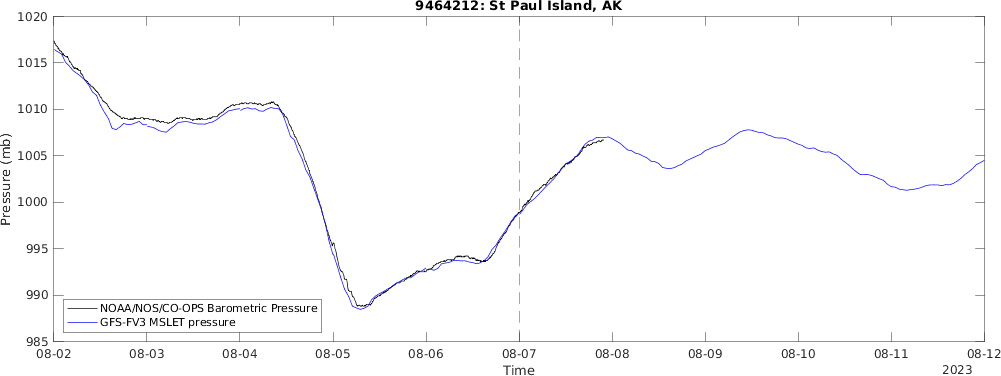 9464212: St Paul Island, AK
1020
1015
1010
1005
1000
995
990
985
Pressure (mb)
NOAA/NOS/CO-OPS Barometric Pressure
GFS-FV3 MSLET pressure
08-02 08-03 08-04 08-05 08-06 08-07 08-08 08-09 08-10 08-11 08-12
Time
2023